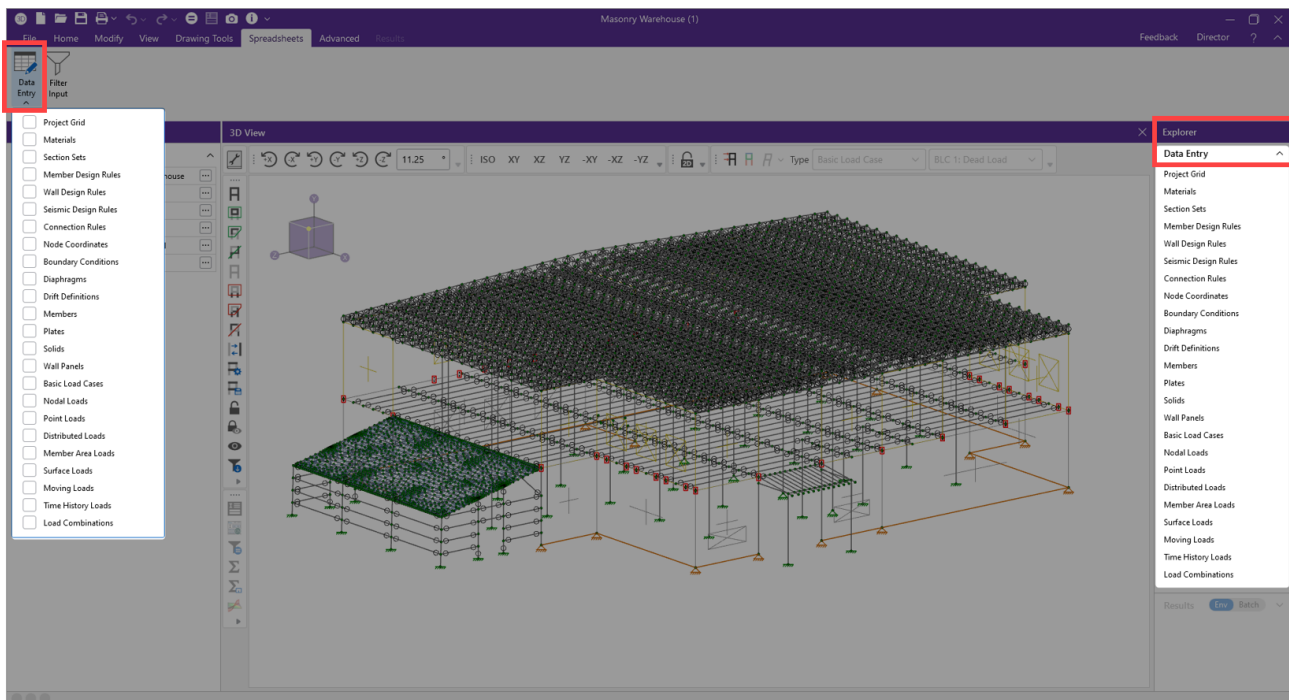 3D
Masonry Warehouse (1)
File Home Modify View Drawing Tools Spreadsheets Advanced Results
Feedback Director ?
Data Entry
Filter Input
Project Grid
Materials
Section Sets
Member Design Rules
Wall Design Rules
Seismic Design Rules
Connection Rules
Node Coordinates
Boundary Conditions
Diaphragms
Drift Definitions
Members
Plates
Solids
Wall Panels
Basic Load Cases
Nodal Loads
Point Loads
Distributed Loads
Member Area Loads
Surface Loads
Moving Loads
Time History Loads
Load Combinations
ouse
3D View
+X -X +Y -Y +Z -Z 11.25 ° ISO XY XZ YZ -XY -XZ -YZ Type Basic Load Case BLC 1: Dead Load
Y
Z X
Explorer
Data Entry
Project Grid
Materials
Section Sets
Member Design Rules
Wall Design Rules
Seismic Design Rules
Connection Rules
Node Coordinates
Boundary Conditions
Diaphragms
Drift Definitions
Members
Plates
Solids
Wall Panels
Basic Load Cases
Nodal Loads
Point Loads
Distributed Loads
Member Area Loads
Surface Loads
Moving Loads
Time History Loads
Load Combinations
Results Env Batch